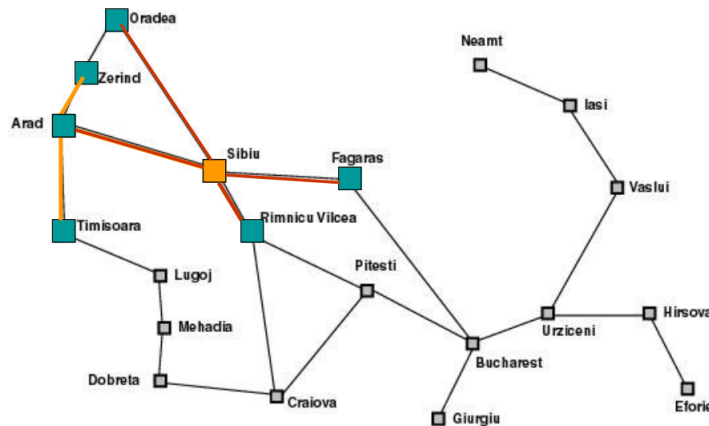 Oradea
Neamt
Zerind
Iasi
Arad
Sibiu
Fagaras
Vaslui
Timisoara
Rimnicu Vilcea
Pitesti
Lugoj
Hirsova
Mehadia
Urziceni
Bucharest
Dobreta
Craiova
Giurgiu
Eforie